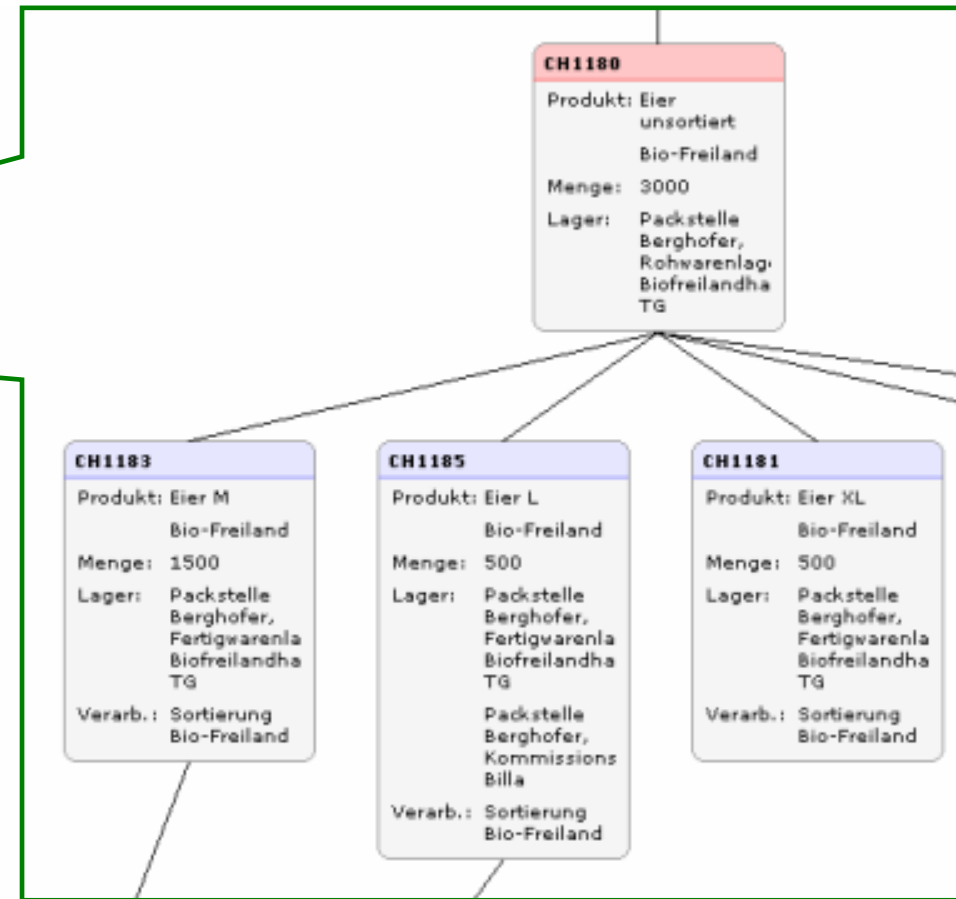 CH1180
Produkt: Eier
unsortiert
Bio-Freiland
Menge: 3000
Lager: Packstelle
Berghofer,
Rohwarenlag
Biofreilandha
TG
CH1183
Produkt: Eier M
Bio-Freiland
Menge: 1500
Lager: Packstelle
Berghofer,
Fertigwarenla
Biofreilandha
TG
Verarb.: Sortierung
Bio-Freiland
CH1185
Produkt: Eier L
Bio-Freiland
Menge: 500
Lager: Packstelle
Berghofer,
Fertigwarenla
Biofreilandha
TG
Packstelle
Berghofer,
Kommissions
Billa
Verarb.: Sortierung
Bio-Freiland
CH1181
Produkt: Eier XL
Bio-Freiland
Menge: 500
Lager: Packstelle
Berghofer,
Fertigwarenla
Biofreilandha
TG
Verarb.: Sortierung
Bio-Freiland